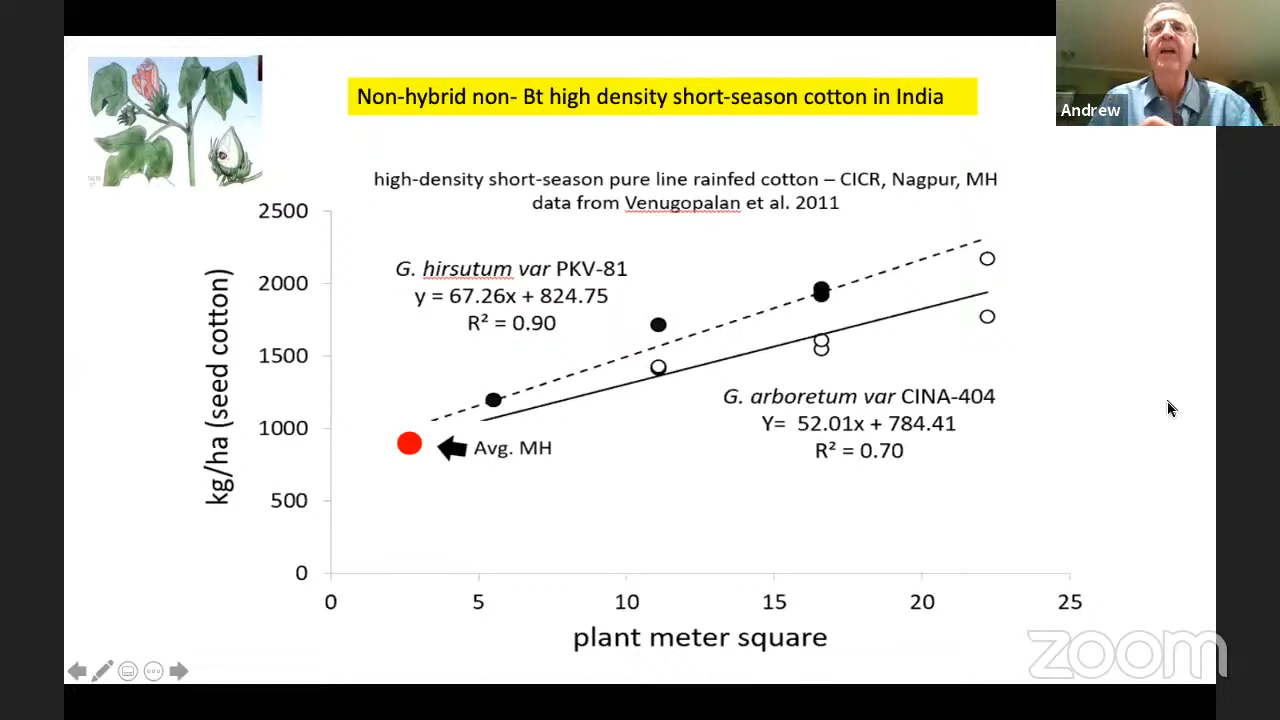 Non-hybrid non- Bt high density short-season cotton in India
Andrew
high-density short-season pure line rainfed cotton – CICR, Nagpur, MH
data from Venugopalan et al. 2011
2500
2000
1500
1000
500
0
kg/ha (seed cotton)
G. hirsutum var PKV-81
y = 67.26x + 824.75
R² = 0.90
G. arboretum var CINA-404
Y= 52.01x + 784.41
R² = 0.70
Avg. MH
0 5 10 15 20 25
plant meter square
zoom